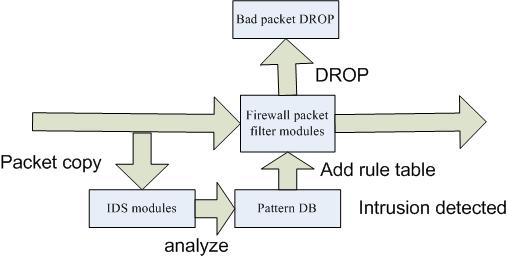 Bad packet DROP
DROP
Firewall packet
filter modules
Packet copy
Add rule table
IDS modules
Pattern DB
Intrusion detected
analyze